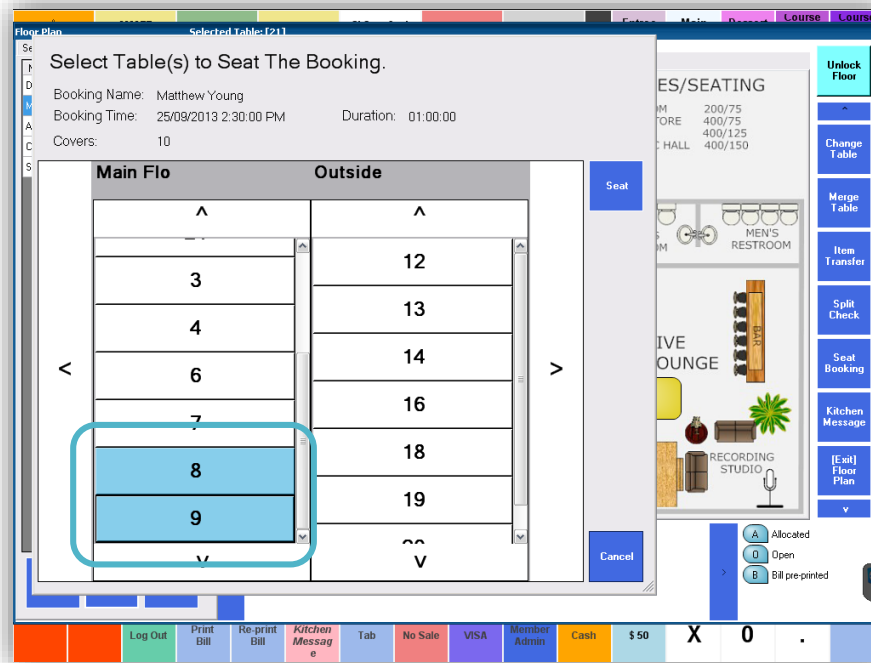 Floor Plan
Selected Table: [21]
Select Table(s) to Seat The Booking.
Booking Name: Matthew Young
Booking Time: 25/09/2013 2:30:00 PM Duration: 01:00:00
Covers: 10
Main Flo
Outside
Seat
^
^
3
4
6
7
8
9
v
12
13
14
16
18
19
v
<
>
Cancel
ES/SEATING
200/75
TORE 400/75
400/125
HALL 400/150
MEN'S
RESTROOM
BAR
IVE
OUNGE
RECORDING
STUDIO
Unlock
Floor
^
Change
Table
Merge
Table
Item
Transfer
Split
Check
Seat
Booking
Kitchen
Message
[Exit]
Floor
Plan
v
>
A Allocated
O Open
B Bill pre-printed
Course
Log Out
Print
Bill
Re-print
Bill
Kitchen
Messag
e
Tab
No Sale
VISA
Member
Admin
Cash
$ 50
X
0
.